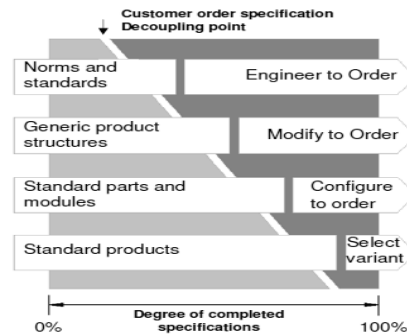 Customer order specification
Decoupling point
Norms and
standards
Engineer to Order
Generic product
structures
Modify to Order
Standard parts and
modules
Configure
to order
Standard products
Select
variant
0%
Degree of completed
specifications
100%